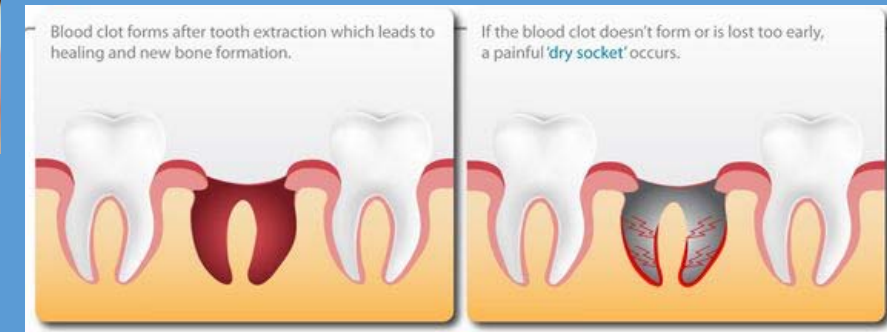 Blood clot forms after tooth extraction which leads to
healing and new bone formation.
If the blood clot doesn't form or is lost too early,
a painful 'dry socket' occurs.